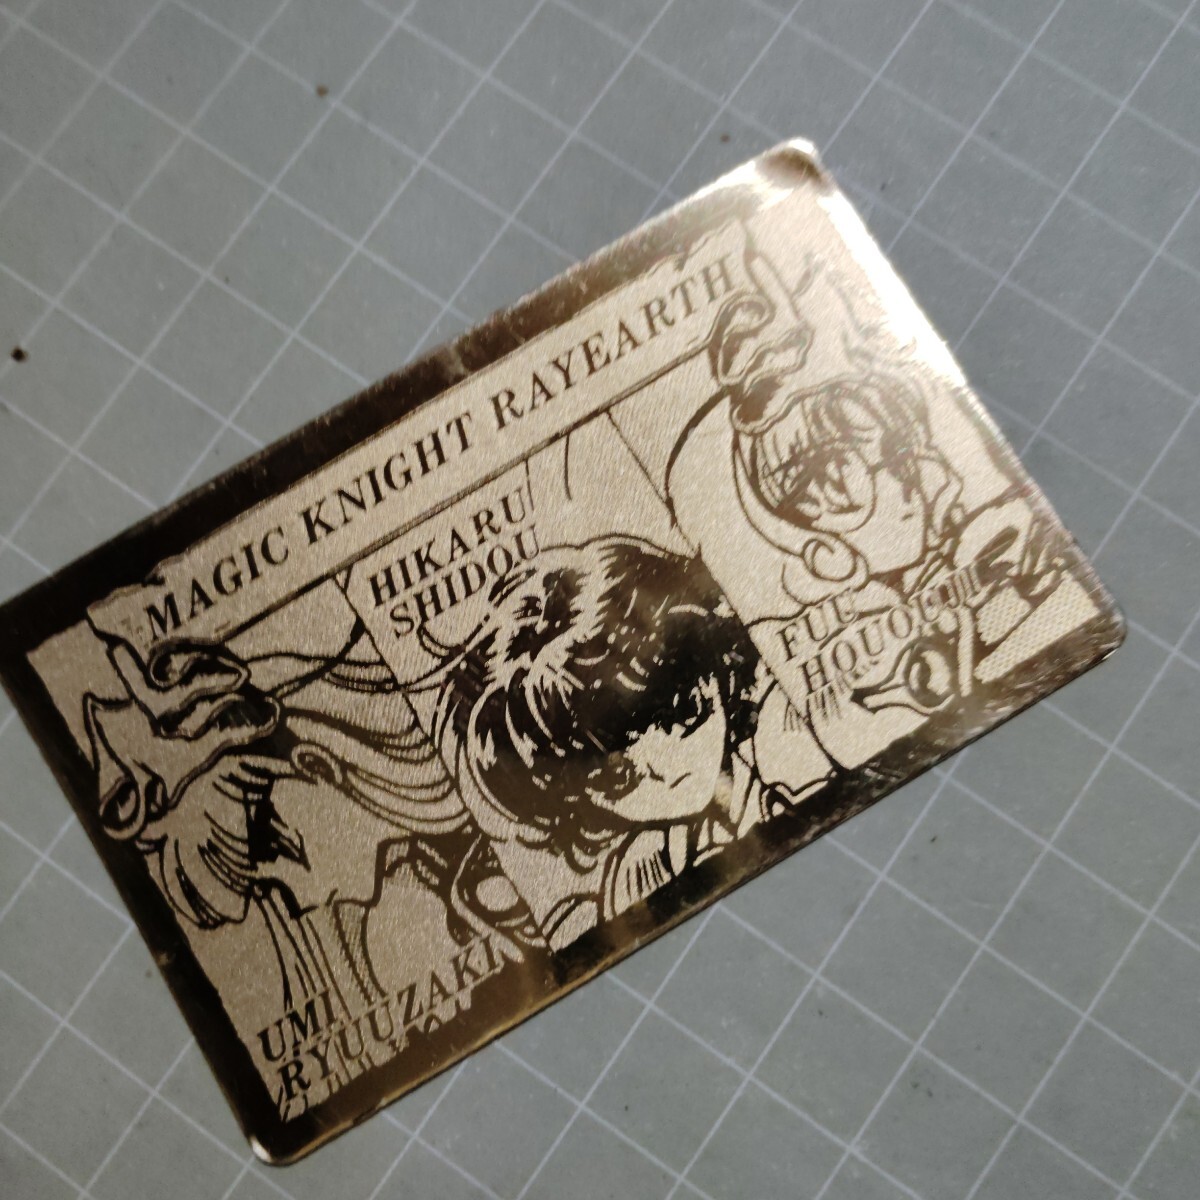 MAGIC KNIGHT RAYEARTH
HIKARU
SHIDOU
FUU
HOUOUJI
UMI
RYUUZAKI